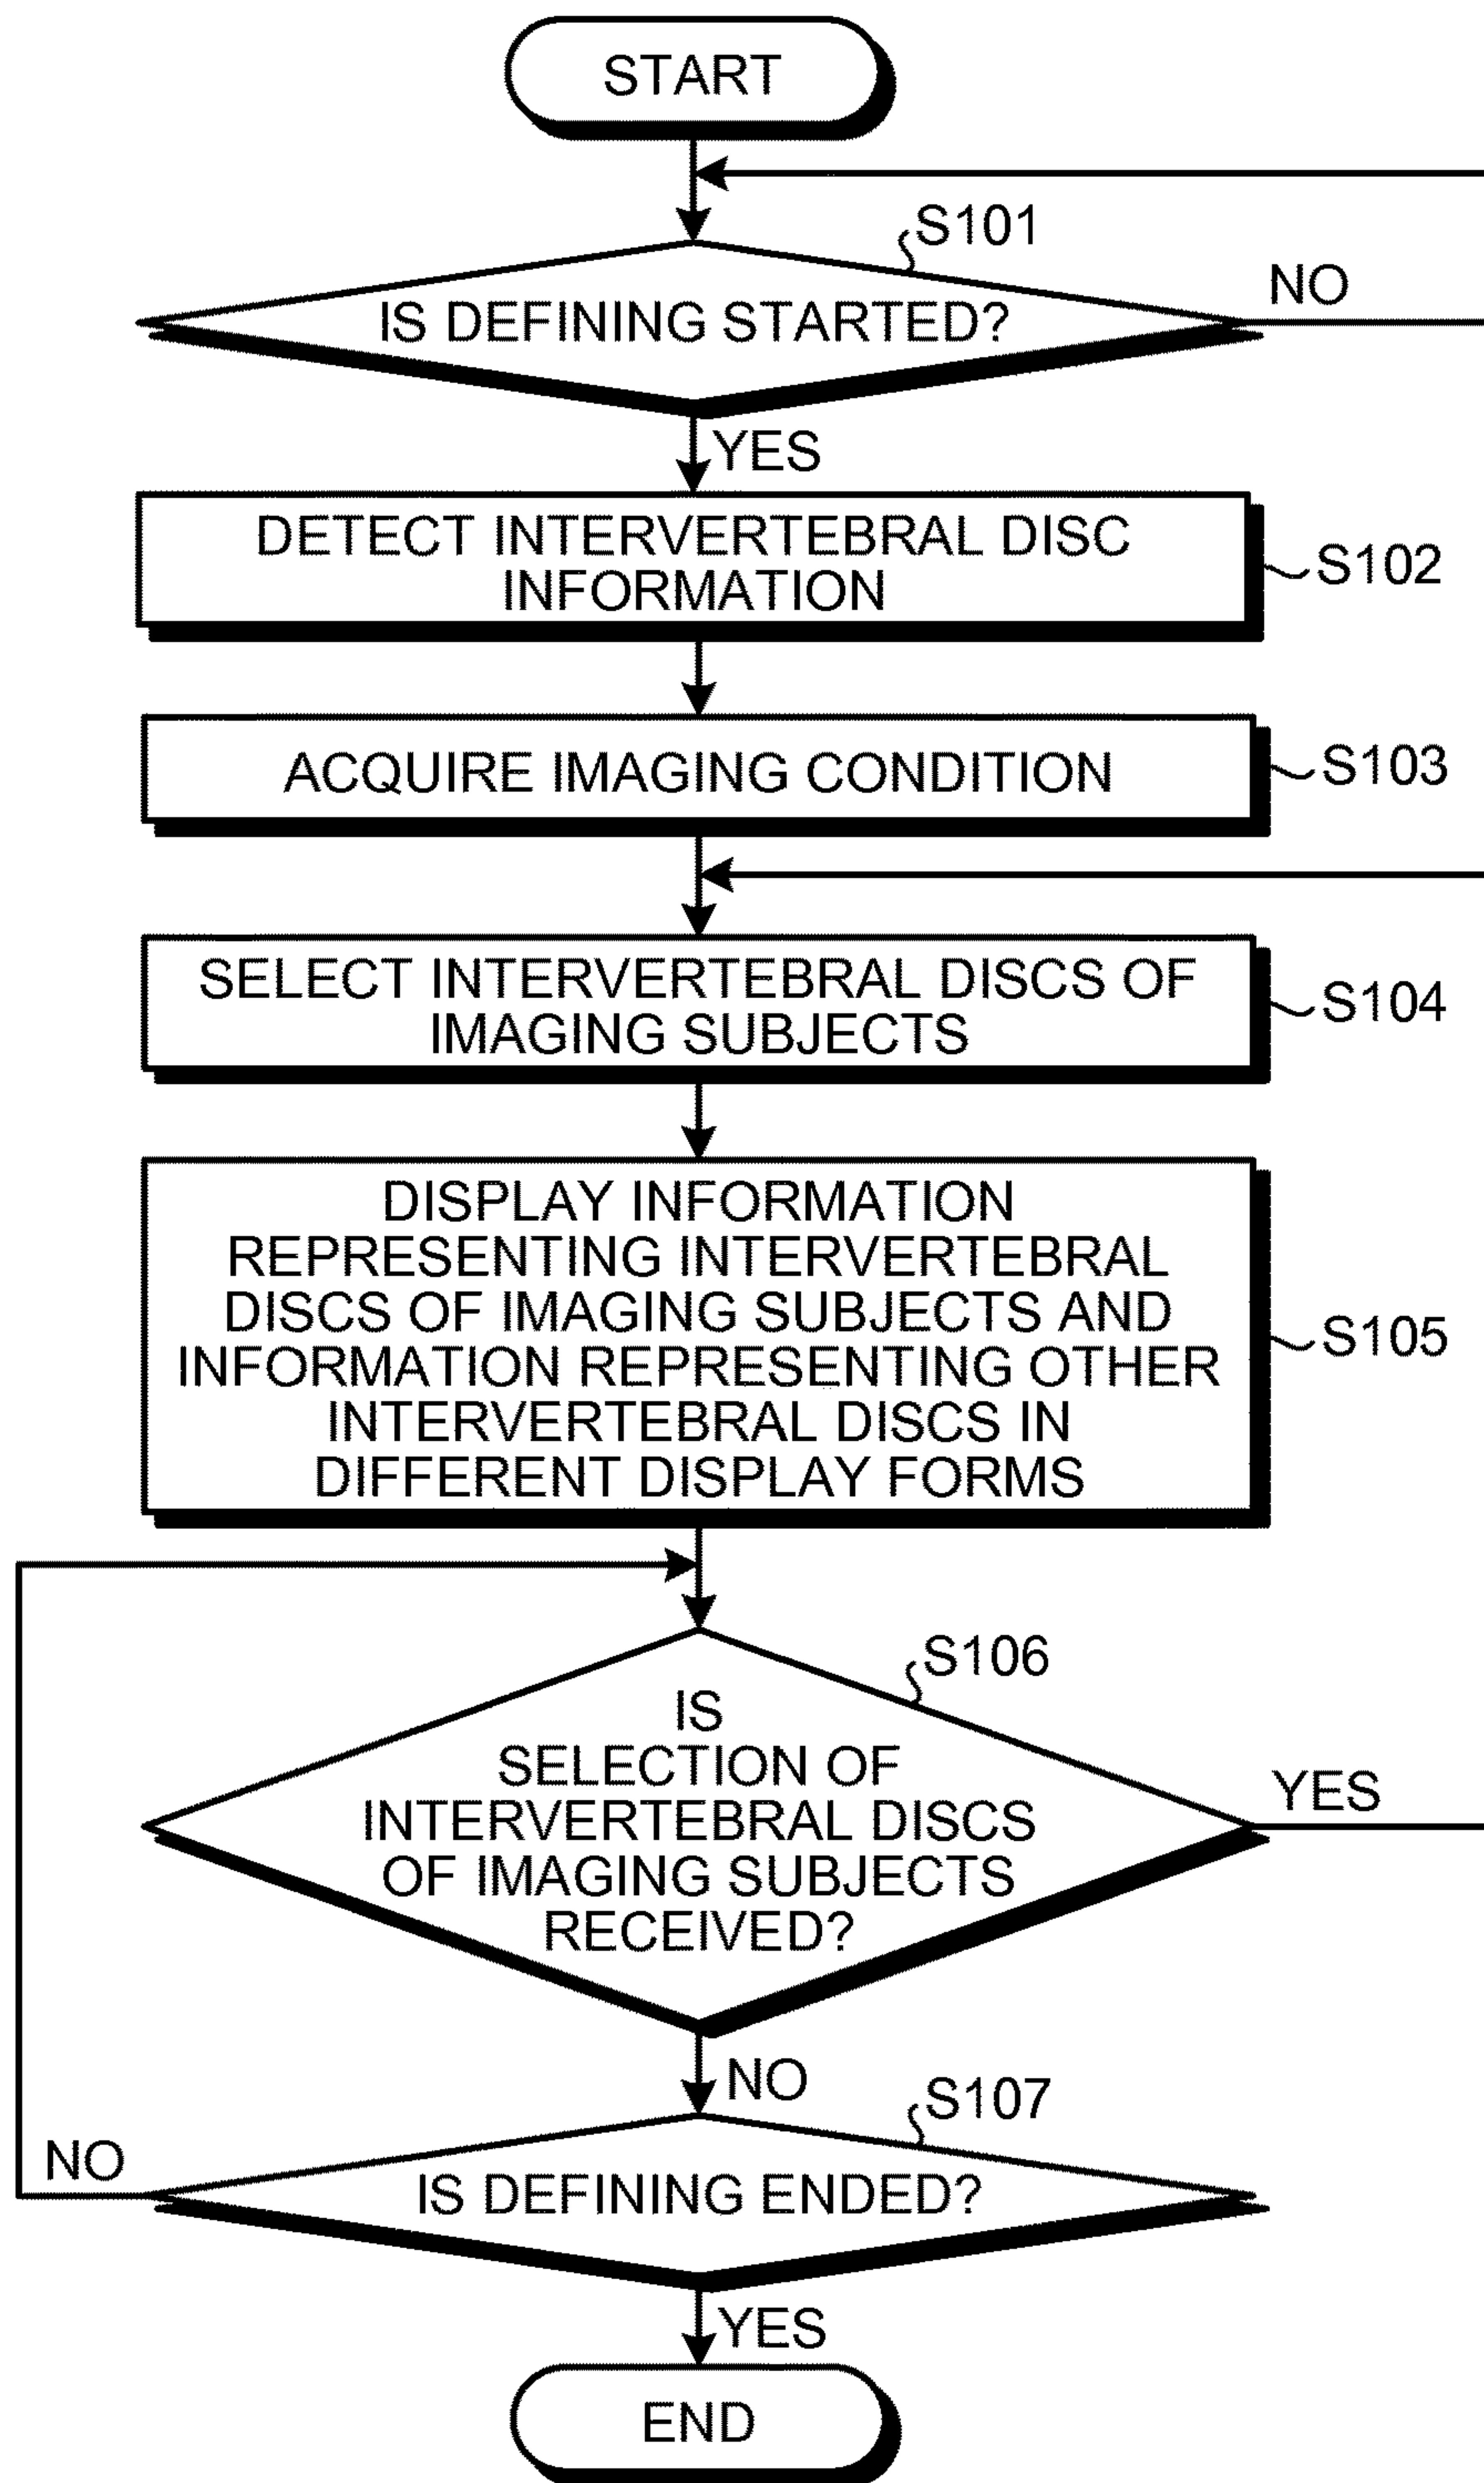 START
S101
IS DEFINING STARTED?
NO
YES
DETECT INTERVERTEBRAL DISC
INFORMATION
S102
ACQUIRE IMAGING CONDITION
S103
SELECT INTERVERTEBRAL DISCS OF
IMAGING SUBJECTS
S104
DISPLAY INFORMATION
REPRESENTING INTERVERTEBRAL
DISCS OF IMAGING SUBJECTS AND
INFORMATION REPRESENTING OTHER
INTERVERTEBRAL DISCS IN
DIFFERENT DISPLAY FORMS
S105
S106
IS
SELECTION OF
INTERVERTEBRAL DISCS
OF IMAGING SUBJECTS
RECEIVED?
YES
NO
S107
NO
IS DEFINING ENDED?
YES
END